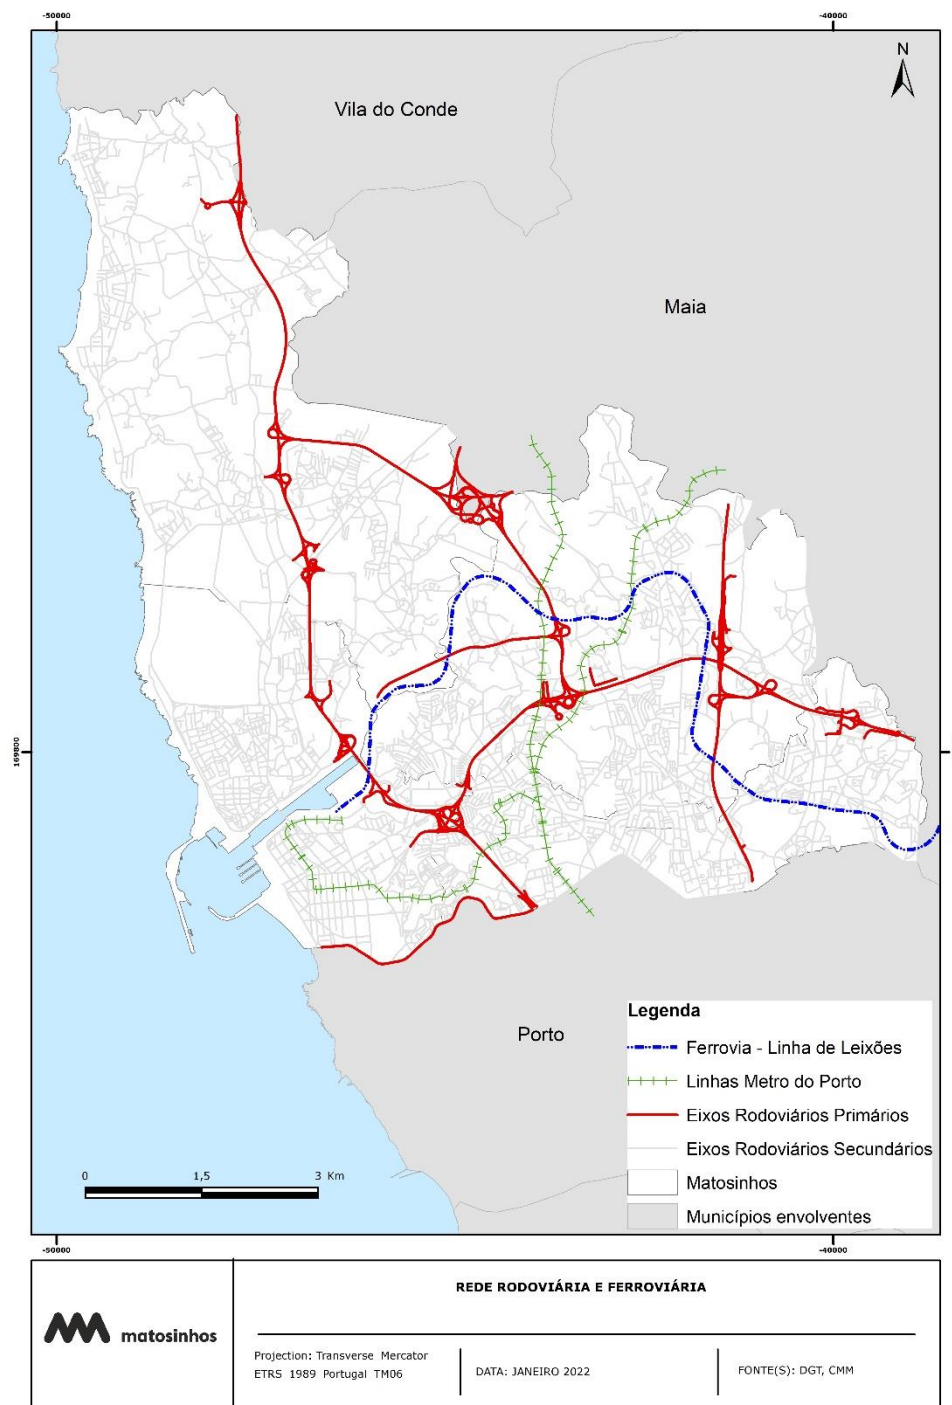 -50000
-40000
N
Vila do Conde
Maia
169800
Porto
Legenda
Ferrovia - Linha de Leixões
Linhas Metro do Porto
Eixos Rodoviários Primários
Eixos Rodoviários Secundários
Matosinhos
Municípios envolventes
0 1,5 3 Km
-50000
-40000
REDE RODOVIÁRIA E FERROVIÁRIA
matosinhos
Projection: Transverse Mercator
ETRS 1989 Portugal TM06
DATA: JANEIRO 2022
FONTE(S): DGT, CMM